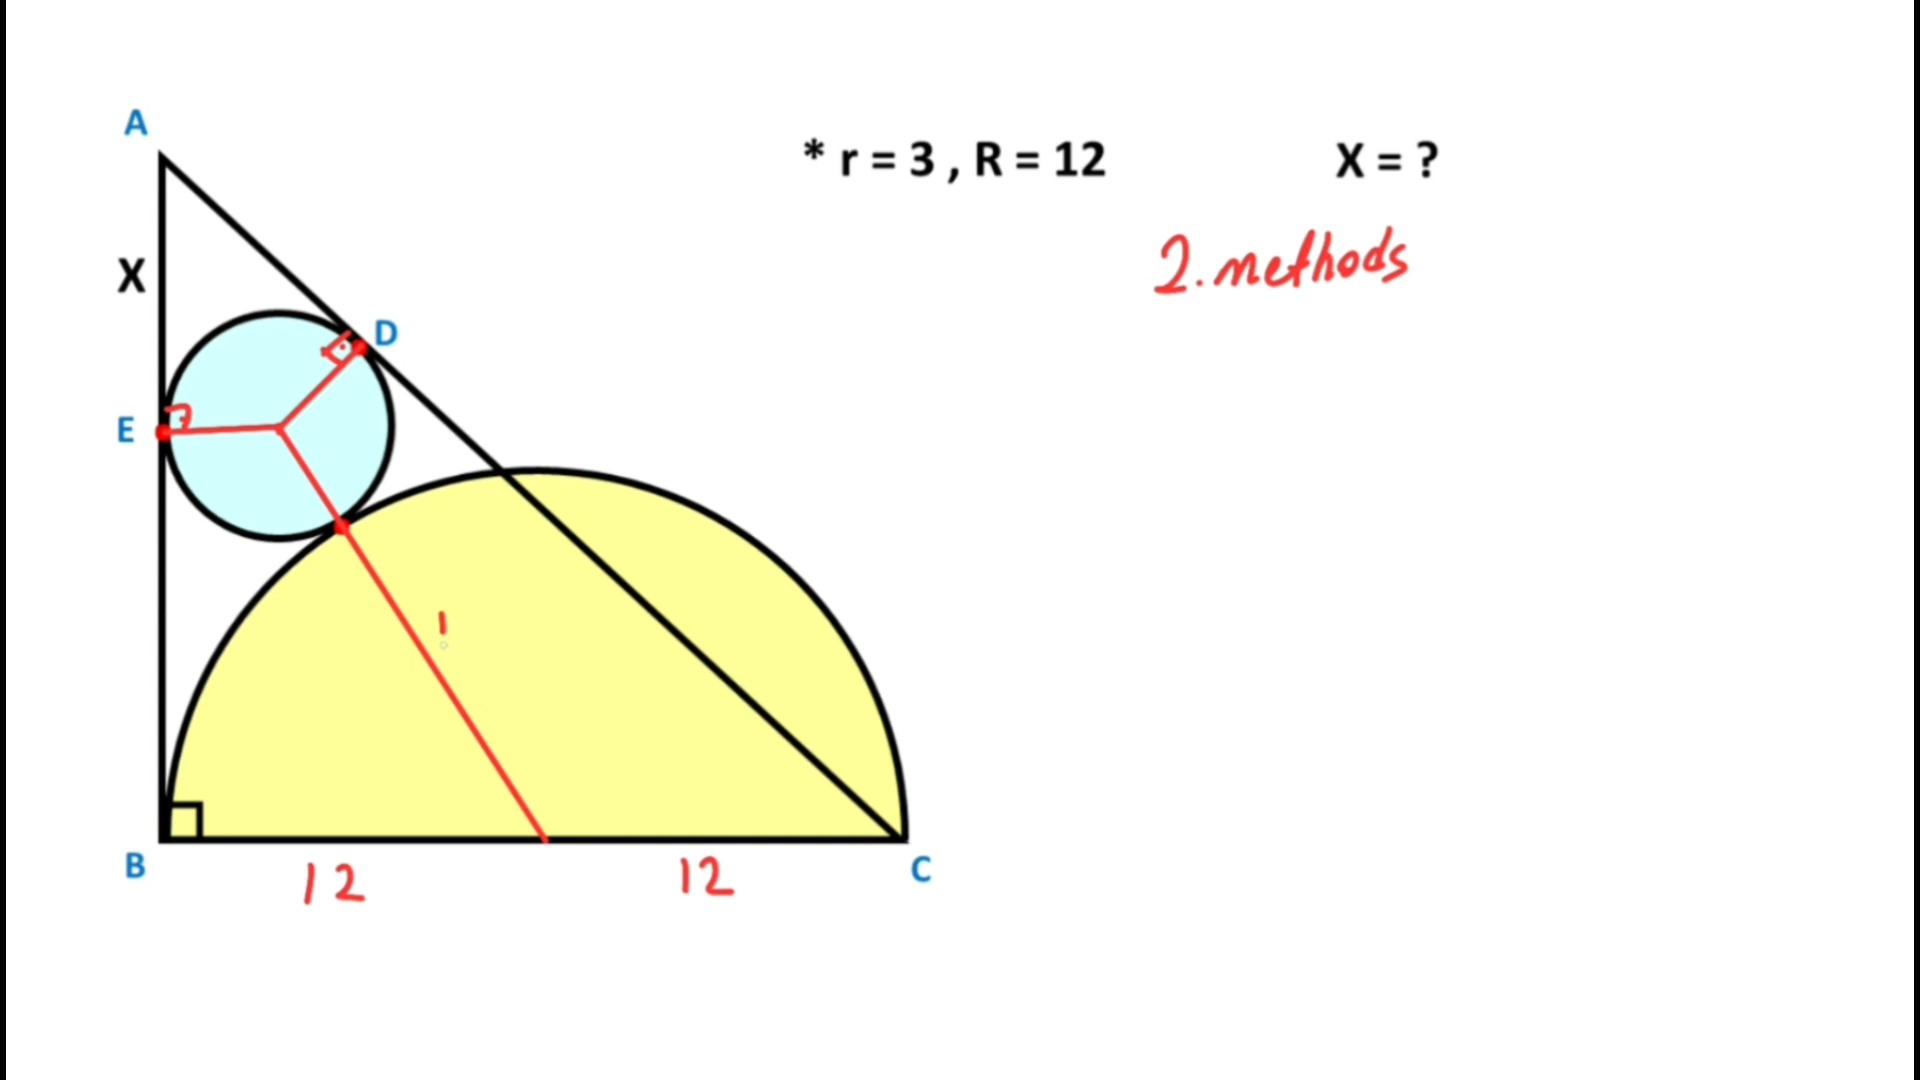 A
* r = 3 , R = 12
X = ?
2. methods
X
D
E
B
C
12
12